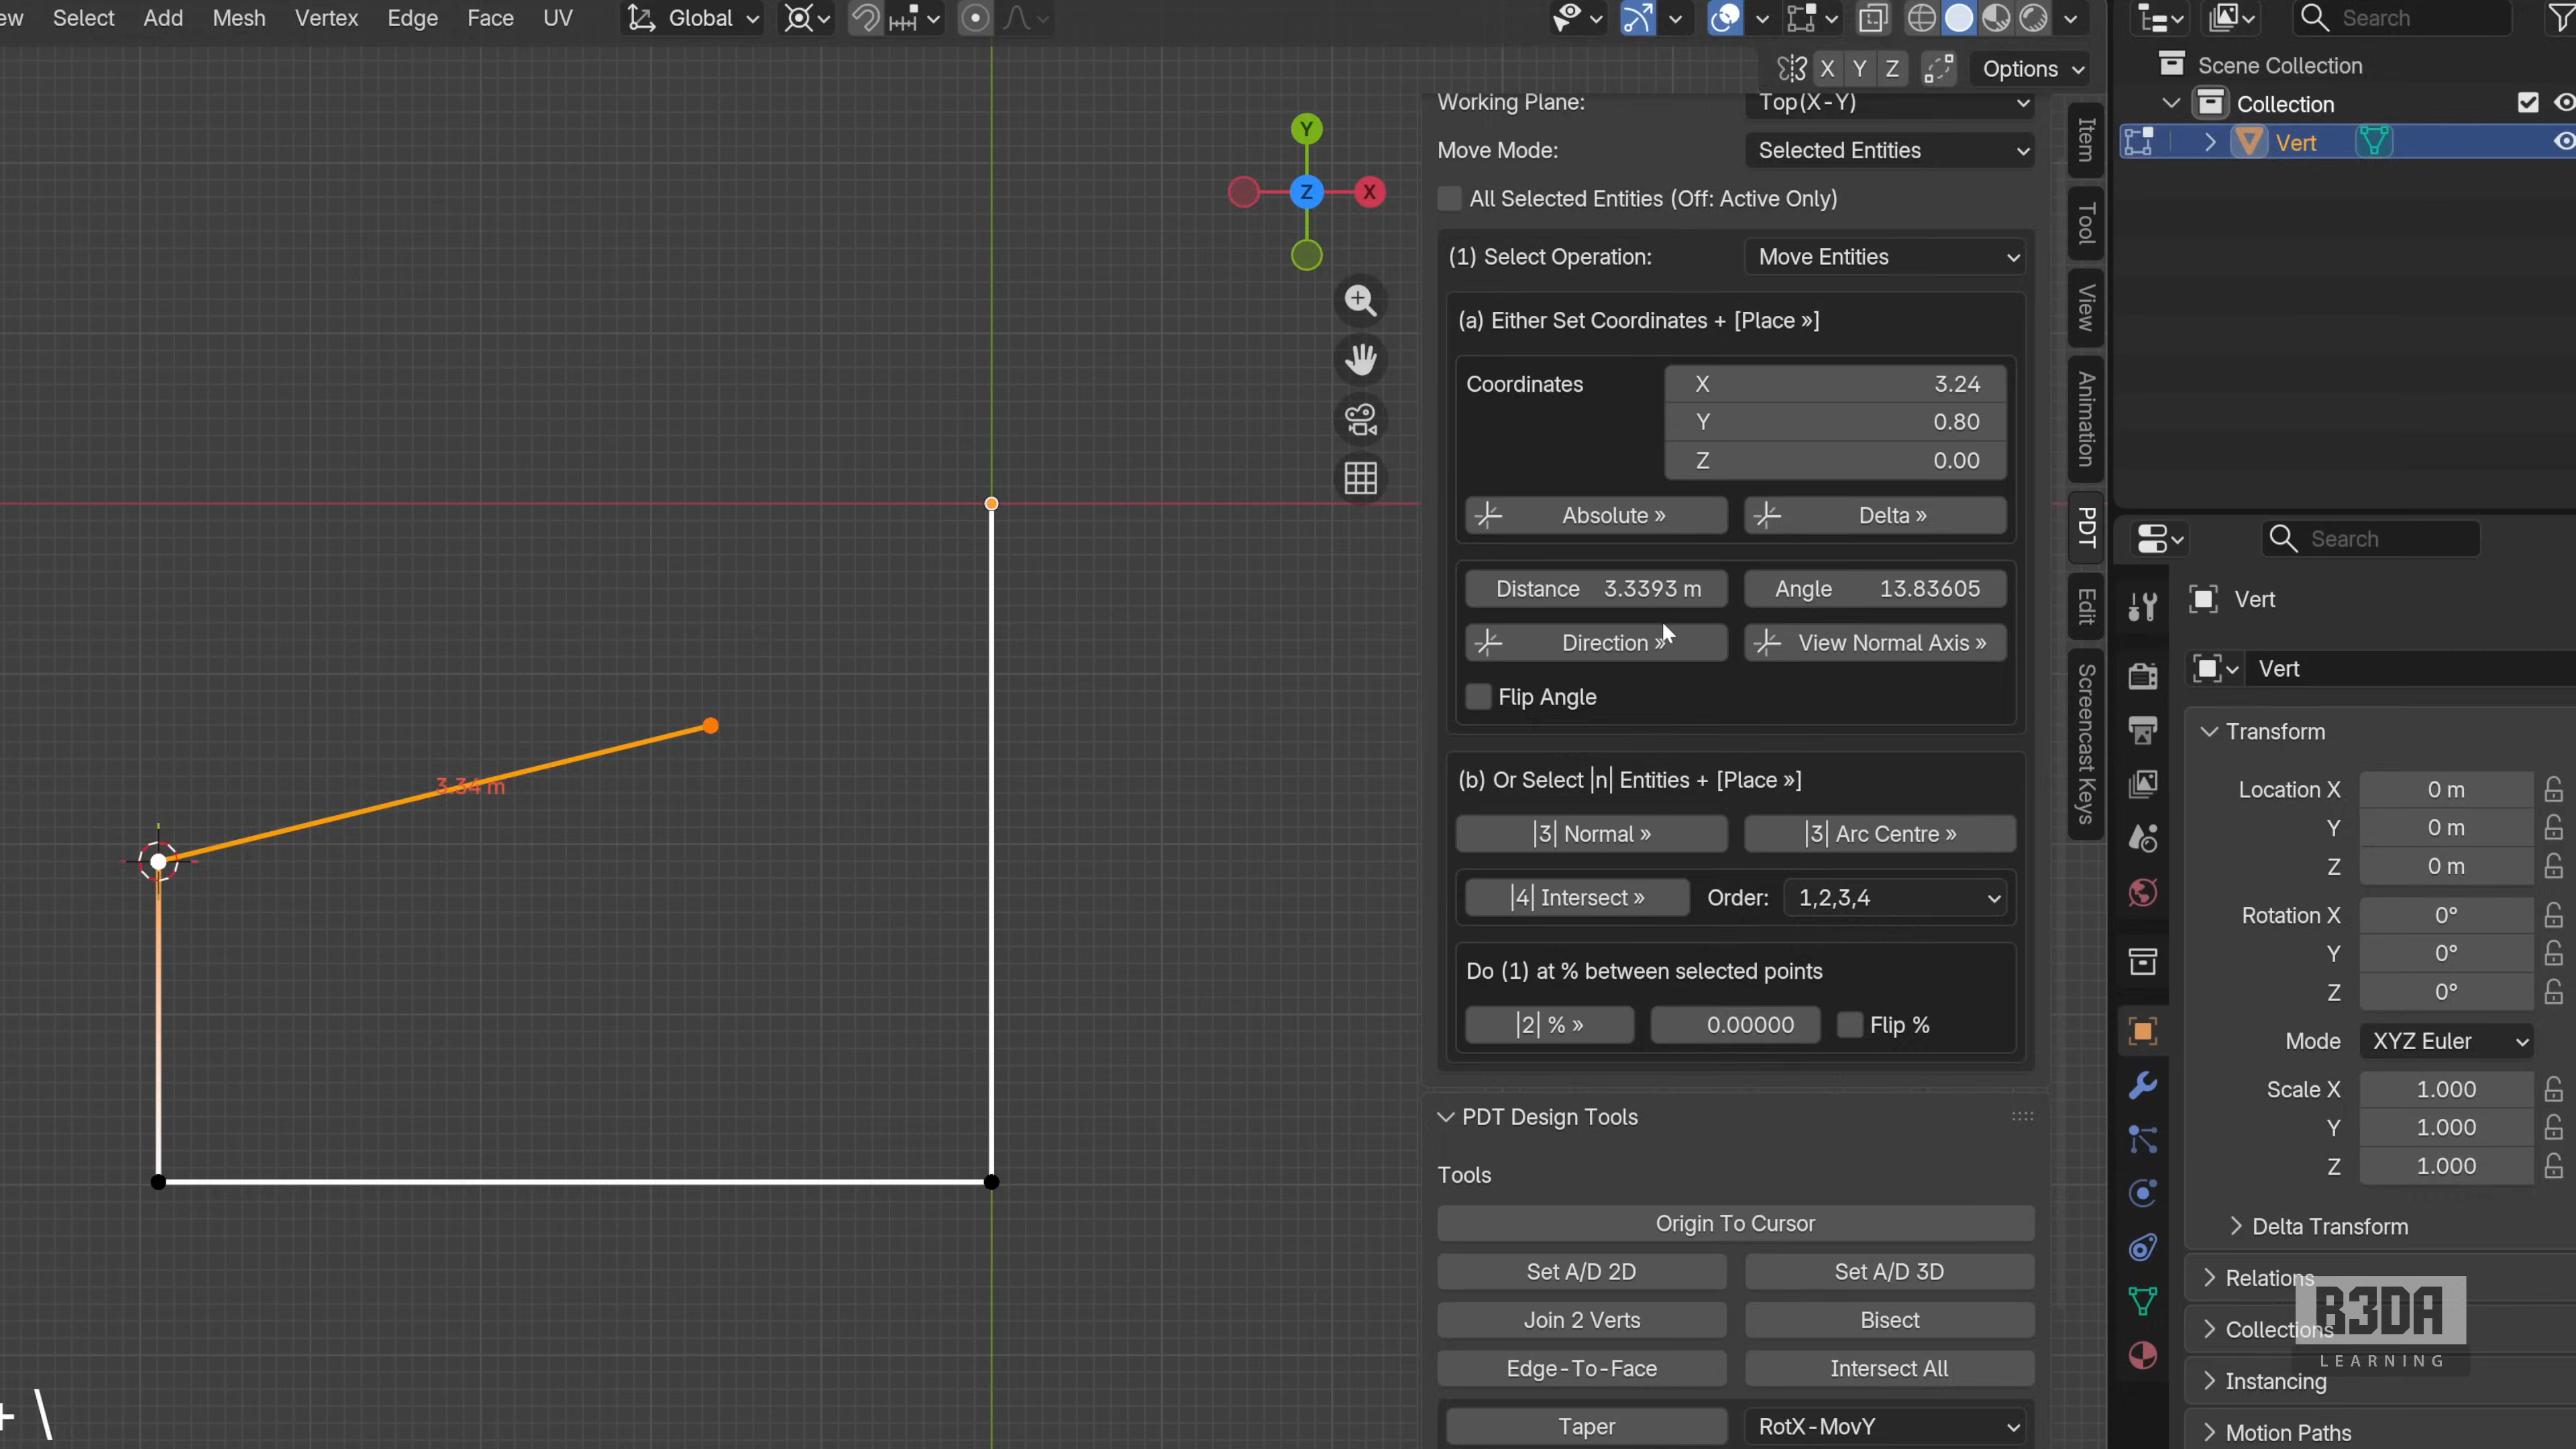 ew Select Add Mesh Vertex Edge Face UV Global
Search
X Y Z Options
Scene Collection
Collection
Vert
Working Plane: Top(X-Y)
Move Mode: Selected Entities
All Selected Entities (Off: Active Only)
(1) Select Operation: Move Entities
(a) Either Set Coordinates + [Place »]
Coordinates X 3.24
Y 0.80
Z 0.00
Absolute » Delta »
Distance 3.3393 m Angle 13.83605
Direction » View Normal Axis »
Flip Angle
(b) Or Select |n| Entities + [Place »]
|3| Normal » |3| Arc Centre »
|4| Intersect » Order: 1,2,3,4
Do (1) at % between selected points
|2| % » 0.00000 Flip %
PDT Design Tools
Tools
Origin To Cursor
Set A/D 2D Set A/D 3D
Join 2 Verts Bisect
Edge-To-Face Intersect All
Taper RotX-MovY
Item
Tool
View
Animation
PDT
Edit
Screencast Keys
Y
Z X
3.34 m
+ \
Search
Vert
Vert
Transform
Location X 0 m
Y 0 m
Z 0 m
Rotation X 0°
Y 0°
Z 0°
Mode XYZ Euler
Scale X 1.000
Y 1.000
Z 1.000
Delta Transform
Relations
Collections
Instancing
Motion Paths
B3DA
LEARNING